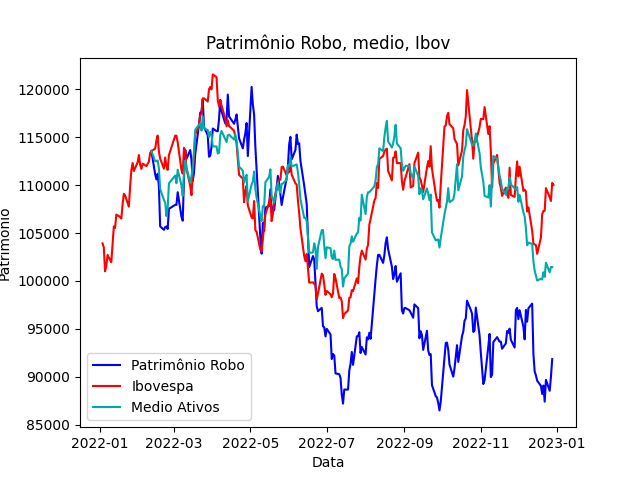 Patrimônio Robo, medio, Ibov
Patrimonio
120000
115000
110000
105000
100000
95000
90000
85000
Patrimônio Robo
Ibovespa
Medio Ativos
2022-01 2022-03 2022-05 2022-07 2022-09 2022-11 2023-01
Data